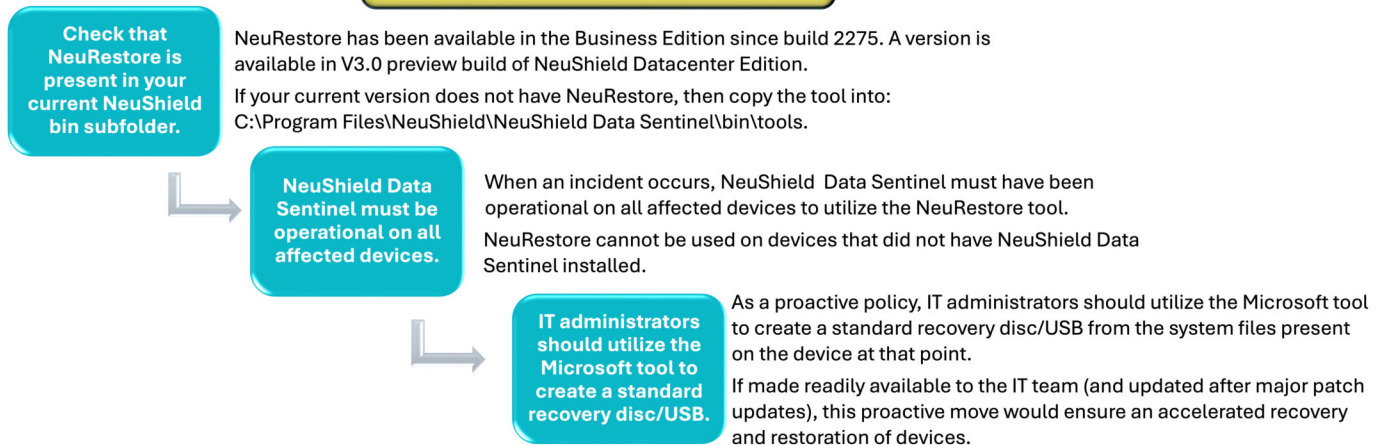 Check that
NeuRestore is
present in your
current NeuShield
bin subfolder.
NeuRestore has been available in the Business Edition since build 2275. A version is
available in V3.0 preview build of NeuShield Datacenter Edition.
If your current version does not have NeuRestore, then copy the tool into:
C:\Program Files\NeuShield\NeuShield Data Sentinel\bin\tools.
NeuShield Data
Sentinel must be
operational on all
affected devices.
When an incident occurs, NeuShield  Data Sentinel must have been
operational on all affected devices to utilize the NeuRestore tool.
NeuRestore cannot be used on devices that did not have NeuShield Data
Sentinel installed.
IT administrators
should utilize the
Microsoft tool to
create a standard
recovery disc/USB.
As a proactive policy, IT administrators should utilize the Microsoft tool
to create a standard recovery disc/USB from the system files present
on the device at that point.
If made readily available to the IT team (and updated after major patch
updates), this proactive move would ensure an accelerated recovery
and restoration of devices.